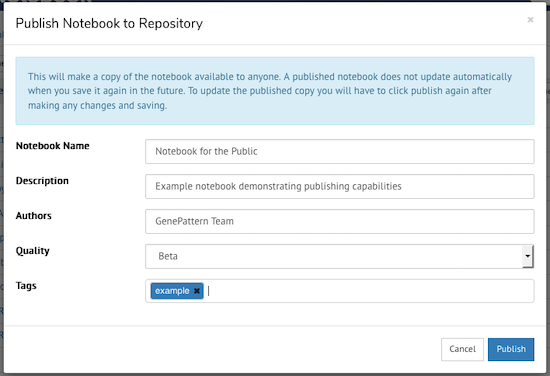 Publish Notebook to Repository ×
This will make a copy of the notebook available to anyone. A published notebook does not update automatically
when you save it again in the future. To update the published copy you will have to click publish again after
making any changes and saving.
Notebook Name Notebook for the Public
Description Example notebook demonstrating publishing capabilities
Authors GenePattern Team
Quality Beta
Tags example ×
Cancel Publish